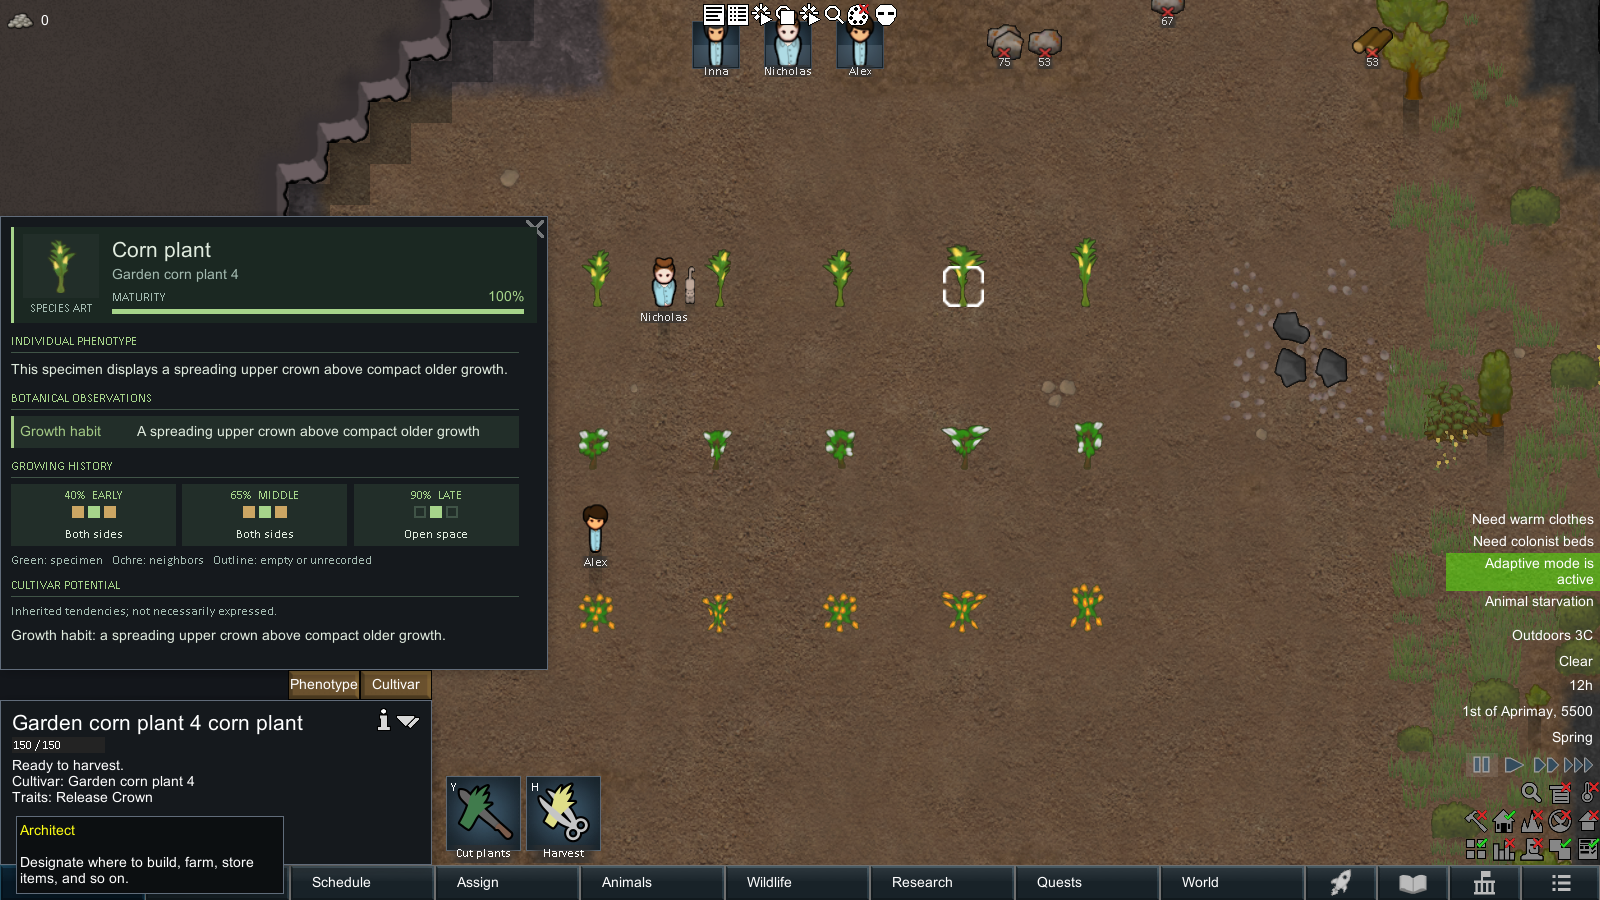 0
Inna
Nicholas
Alex
75
53
67
53
Corn plant
Garden corn plant 4
MATURITY
100%
SPECIES ART
INDIVIDUAL PHENOTYPE
This specimen displays a spreading upper crown above compact older growth.
BOTANICAL OBSERVATIONS
Growth habit A spreading upper crown above compact older growth
GROWING HISTORY
40% EARLY
Both sides
65% MIDDLE
Both sides
90% LATE
Open space
Green: specimen Ochre: neighbors Outline: empty or unrecorded
CULTIVAR POTENTIAL
Inherited tendencies; not necessarily expressed.
Growth habit: a spreading upper crown above compact older growth.
Nicholas
Alex
Phenotype
Cultivar
Garden corn plant 4 corn plant
150 / 150
Ready to harvest.
Cultivar: Garden corn plant 4
Traits: Release Crown
Architect
Designate where to build, farm, store
items, and so on.
Y
Cut plants
H
Harvest
Need warm clothes
Need colonist beds
Adaptive mode is
active
Animal starvation
Outdoors 3C
Clear
12h
1st of Aprimay, 5500
Spring
Schedule
Assign
Animals
Wildlife
Research
Quests
World